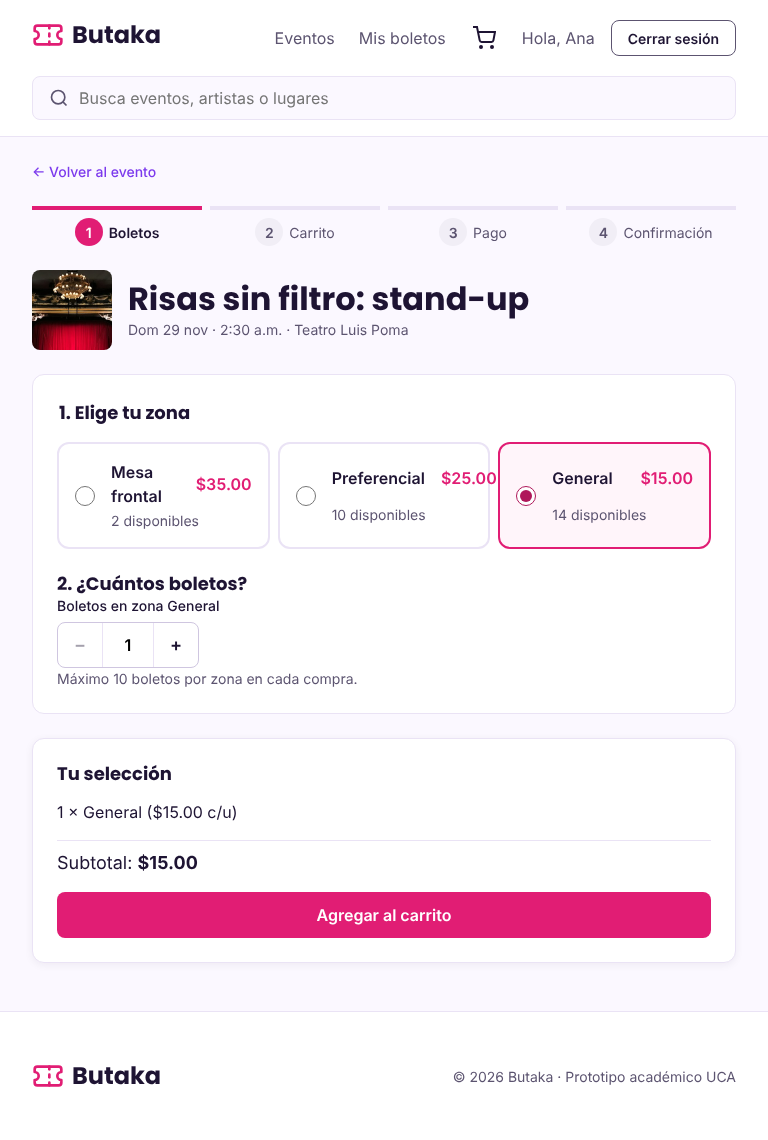 Butaka
Eventos
Mis boletos
Hola, Ana
Cerrar sesión
Busca eventos, artistas o lugares
← Volver al evento
1 Boletos
2 Carrito
3 Pago
4 Confirmación
Risas sin filtro: stand-up
Dom 29 nov · 2:30 a.m. · Teatro Luis Poma
1. Elige tu zona
Mesa frontal
$35.00
2 disponibles
Preferencial
$25.00
10 disponibles
General
$15.00
14 disponibles
2. ¿Cuántos boletos?
Boletos en zona General
− 1 +
Máximo 10 boletos por zona en cada compra.
Tu selección
1 × General ($15.00 c/u)
Subtotal: $15.00
Agregar al carrito
Butaka
© 2026 Butaka · Prototipo académico UCA